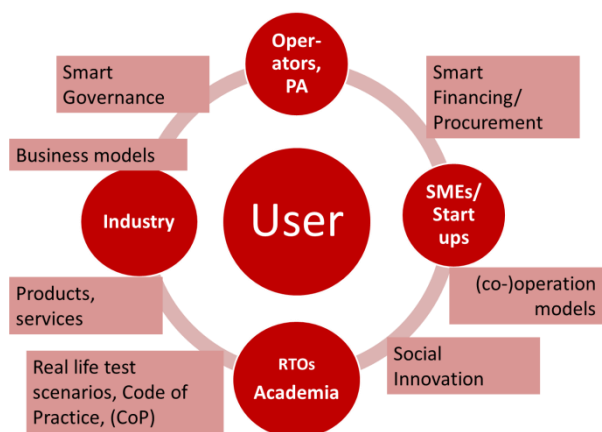 Oper-
ators,
PA
Smart
Governance
Smart
Financing/
Procurement
Business models
Industry
User
SMEs/
Start
ups
Products,
services
(co-)operation
models
Real life test
scenarios, Code of
Practice, (CoP)
RTOs
Academia
Social
Innovation